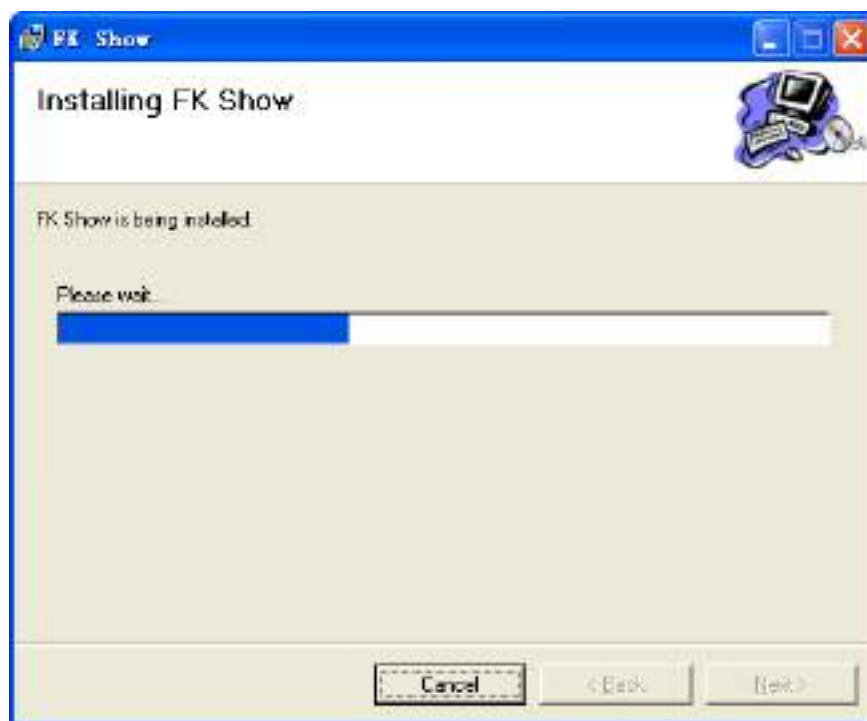 FK Show
Installing FK Show
FK Show is being installed.
Please wait...
Cancel
< Back
Next >